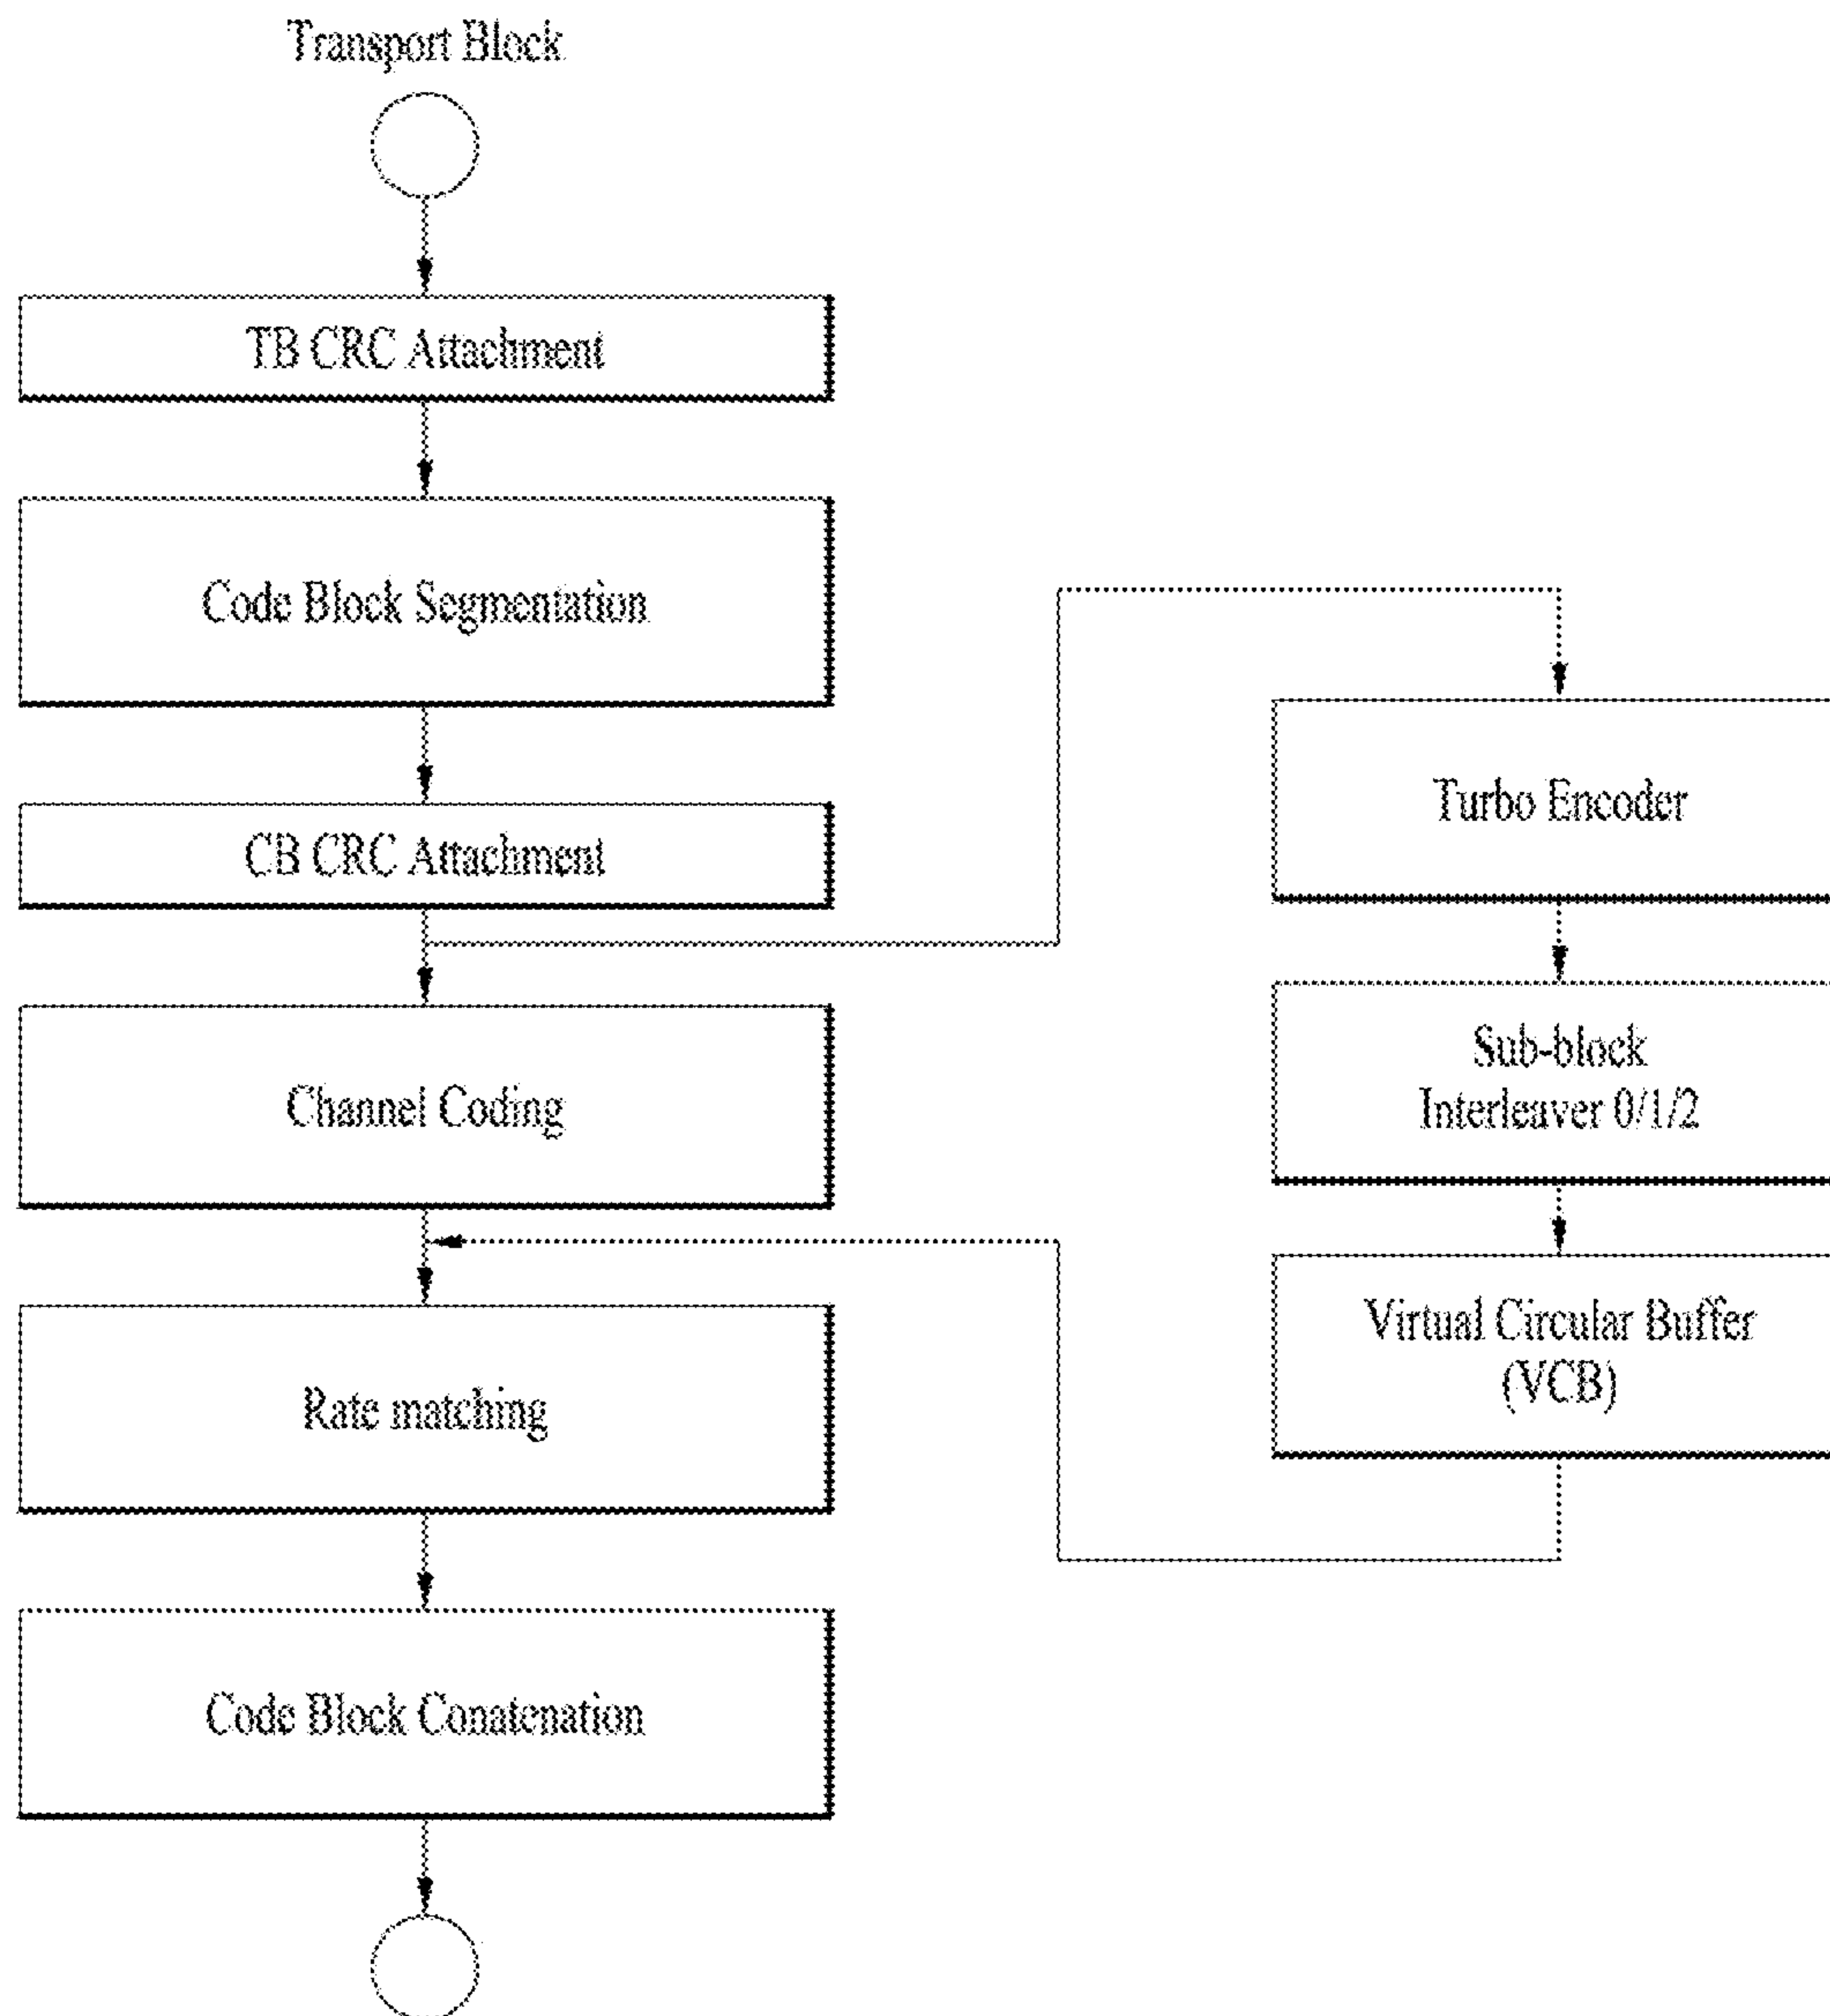 Transport Block
TB CRC Attachment
Code Block Segmentation
CB CRC Attachment
Channel Coding
Rate matching
Code Block Conatenation
Turbo Encoder
Sub-block
Interleaver 0/1/2
Virtual Circular Buffer
(VCB)